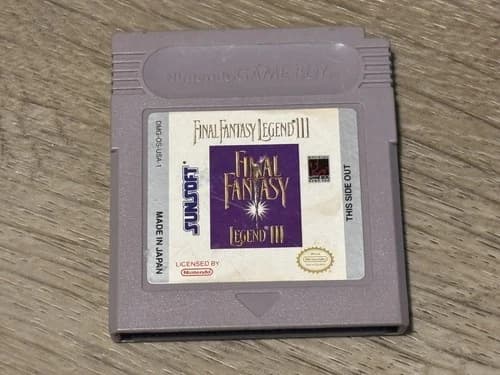 Nintendo GAME BOY
FINAL FANTASY LEGEND III
DMG-OS-USA-1
SUNSOFT
MADE IN JAPAN
FINAL
FANTASY
LEGEND III
THIS SIDE OUT
LICENSED BY
Nintendo